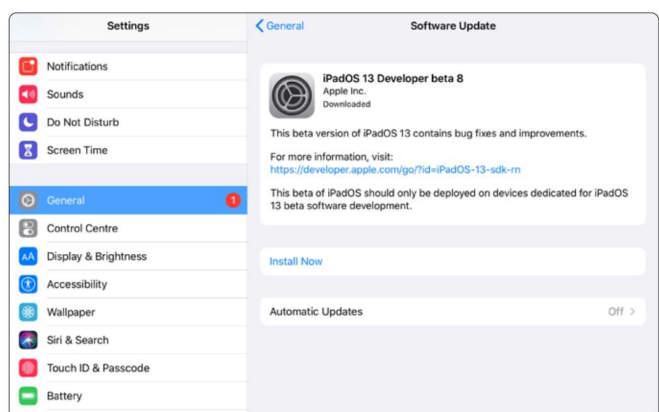 Settings
Notifications
Sounds
Do Not Disturb
Screen Time
General 1
Control Centre
AA Display & Brightness
Accessibility
Wallpaper
Siri & Search
Touch ID & Passcode
Battery
General
Software Update
iPadOS 13 Developer beta 8
Apple Inc.
Downloaded
This beta version of iPadOS 13 contains bug fixes and improvements.
For more information, visit:
https://developer.apple.com/go/?id=iPadOS-13-sdk-rn
This beta of iPadOS should only be deployed on devices dedicated for iPadOS
13 beta software development.
Install Now
Automatic Updates Off